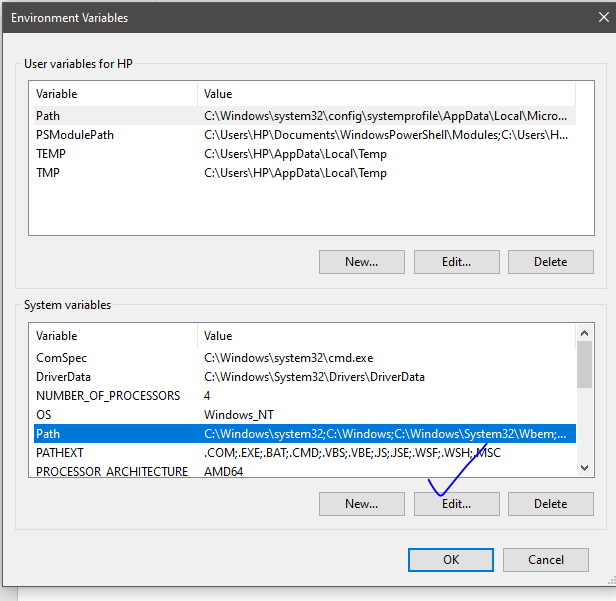 Environment Variables
User variables for HP
Variable Value
Path C:\Windows\system32\config\systemprofile\AppData\Local\Micro...
PSModulePath C:\Users\HP\Documents\WindowsPowerShell\Modules;C:\Users\H...
TEMP C:\Users\HP\AppData\Local\Temp
TMP C:\Users\HP\AppData\Local\Temp
New... Edit... Delete
System variables
Variable Value
ComSpec C:\Windows\system32\cmd.exe
DriverData C:\Windows\System32\Drivers\DriverData
NUMBER_OF_PROCESSORS 4
OS Windows_NT
Path C:\Windows\system32;C:\Windows;C:\Windows\System32\Wbem;...
PATHEXT .COM;.EXE;.BAT;.CMD;.VBS;.VBE;.JS;.JSE;.WSF;.WSH;.MSC
PROCESSOR_ARCHITECTURE AMD64
New... Edit... Delete
OK Cancel